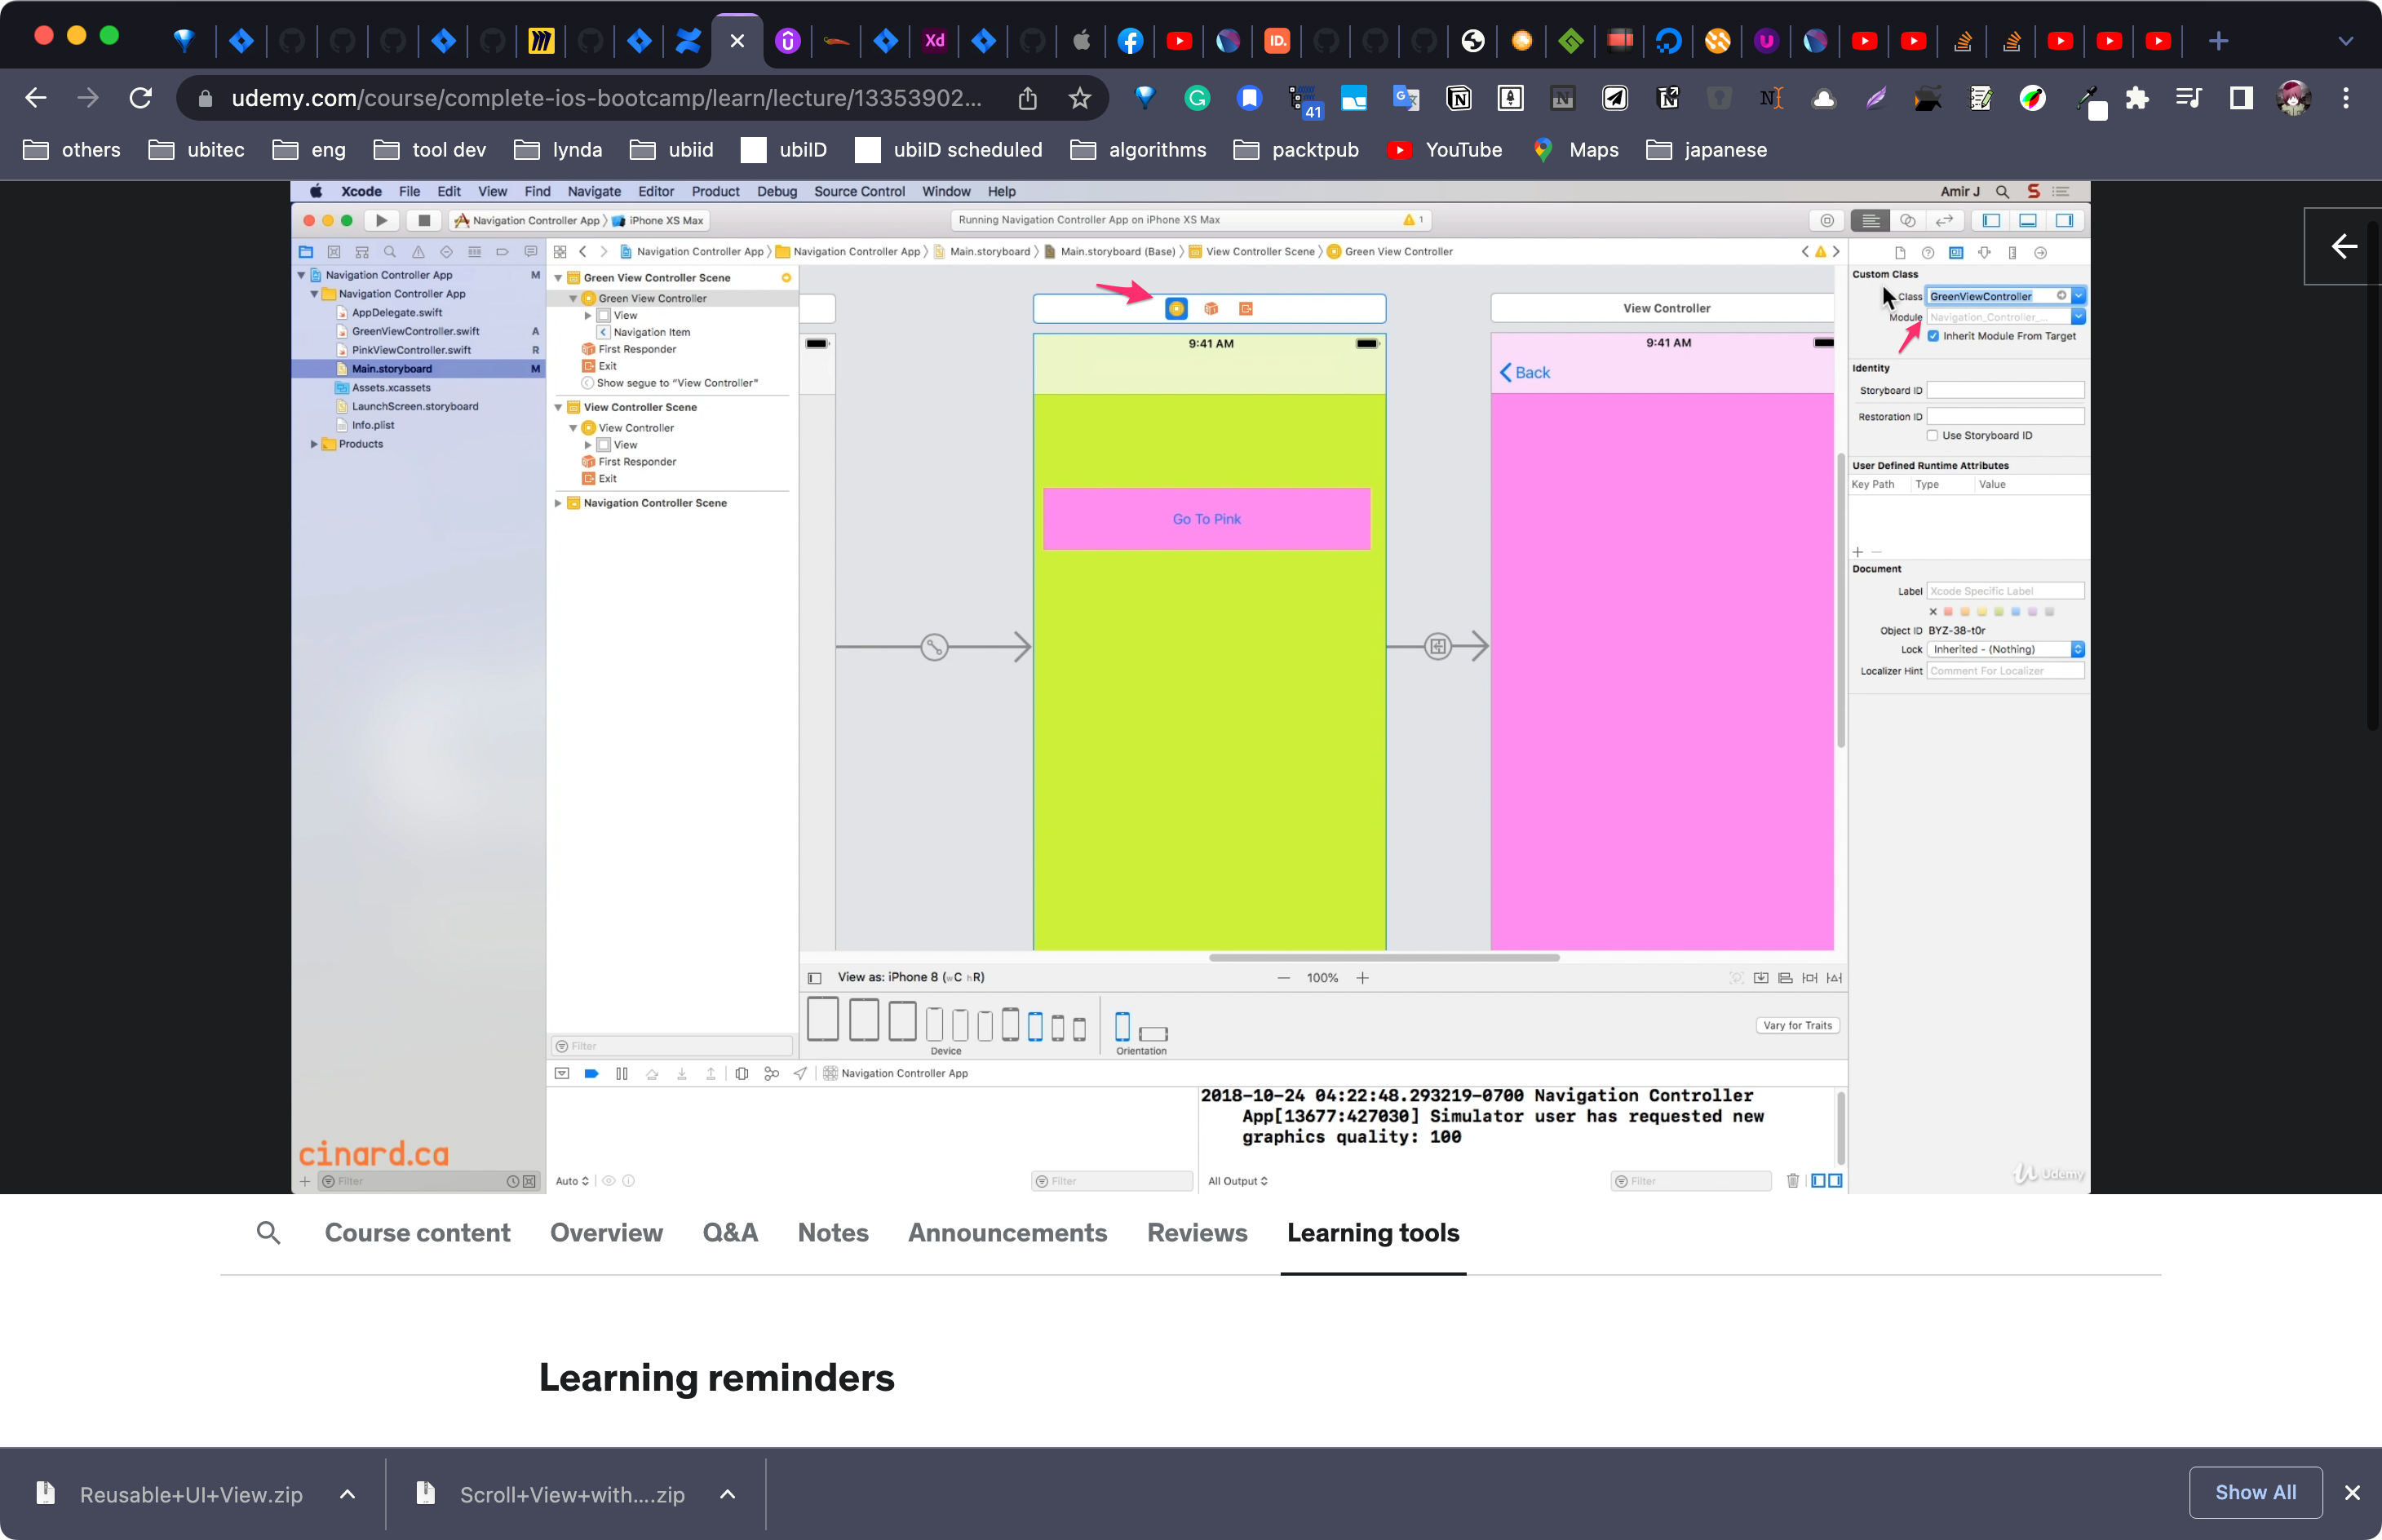 Xd
ID.
udemy.com/course/complete-ios-bootcamp/learn/lecture/13353902...
41
others
ubitec
eng
tool dev
lynda
ubiid
ubiID
ubiID scheduled
algorithms
packtpub
YouTube
Maps
japanese
Xcode File Edit View Find Navigate Editor Product Debug Source Control Window Help
Amir J
Navigation Controller App
iPhone XS Max
Running Navigation Controller App on iPhone XS Max
1
Navigation Controller App
Navigation Controller App
Main.storyboard
Main.storyboard (Base)
View Controller Scene
Green View Controller
Navigation Controller App M
Navigation Controller App
AppDelegate.swift
GreenViewController.swift A
PinkViewController.swift R
Main.storyboard M
Assets.xcassets
LaunchScreen.storyboard
Info.plist
Products
Green View Controller Scene
Green View Controller
View
Navigation Item
First Responder
Exit
Show segue to "View Controller"
View Controller Scene
View Controller
View
First Responder
Exit
Navigation Controller Scene
9:41 AM
Go To Pink
View Controller
9:41 AM
Back
Custom Class
Class GreenViewController
Module Navigation_Controller_...
Inherit Module From Target
Identity
Storyboard ID
Restoration ID
Use Storyboard ID
User Defined Runtime Attributes
Key Path Type Value
Document
Label Xcode Specific Label
Object ID BYZ-38-t0r
Lock Inherited - (Nothing)
Localizer Hint Comment For Localizer
View as: iPhone 8 (wC hR)
100%
Device
Orientation
Vary for Traits
Filter
Navigation Controller App
2018-10-24 04:22:48.293219-0700 Navigation Controller
App[13677:427030] Simulator user has requested new
graphics quality: 100
cinard.ca
Filter
Auto
Filter
All Output
Filter
Udemy
Course content
Overview
Q&A
Notes
Announcements
Reviews
Learning tools
Learning reminders
Reusable+UI+View.zip
Scroll+View+with....zip
Show All